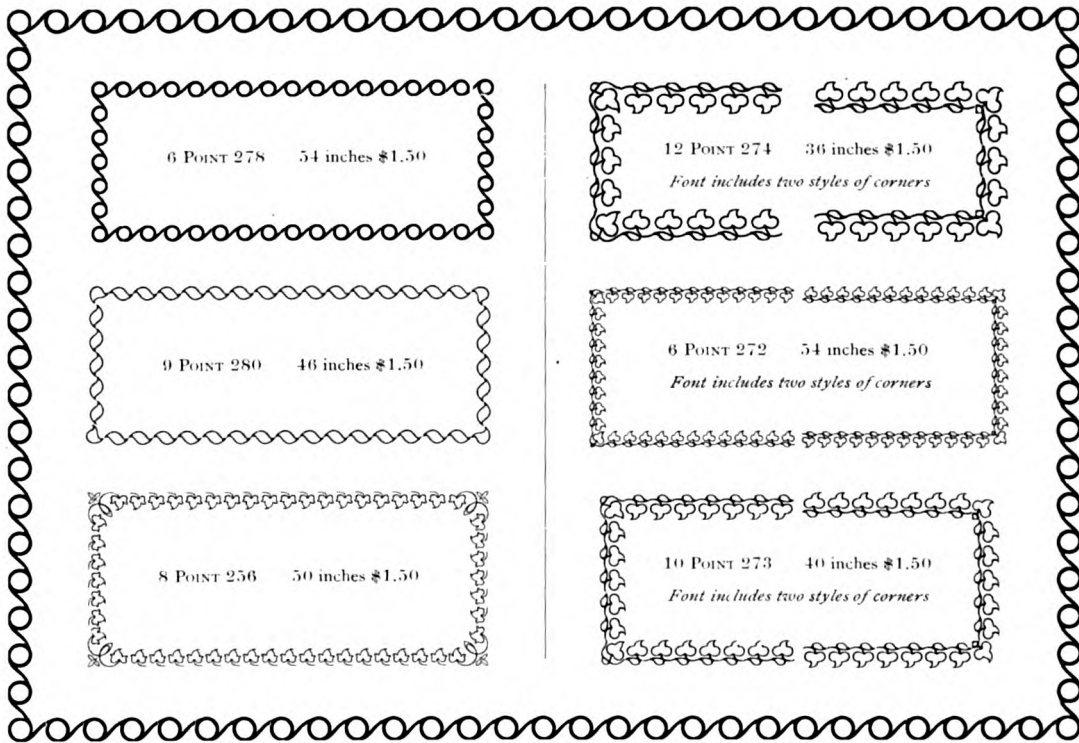 6 Point 278 54 inches $1.50
9 Point 280 46 inches $1.50
8 Point 256 50 inches $1.50
12 Point 274 36 inches $1.50
Font includes two styles of corners
6 Point 272 54 inches $1.50
Font includes two styles of corners
10 Point 273 40 inches $1.50
Font includes two styles of corners